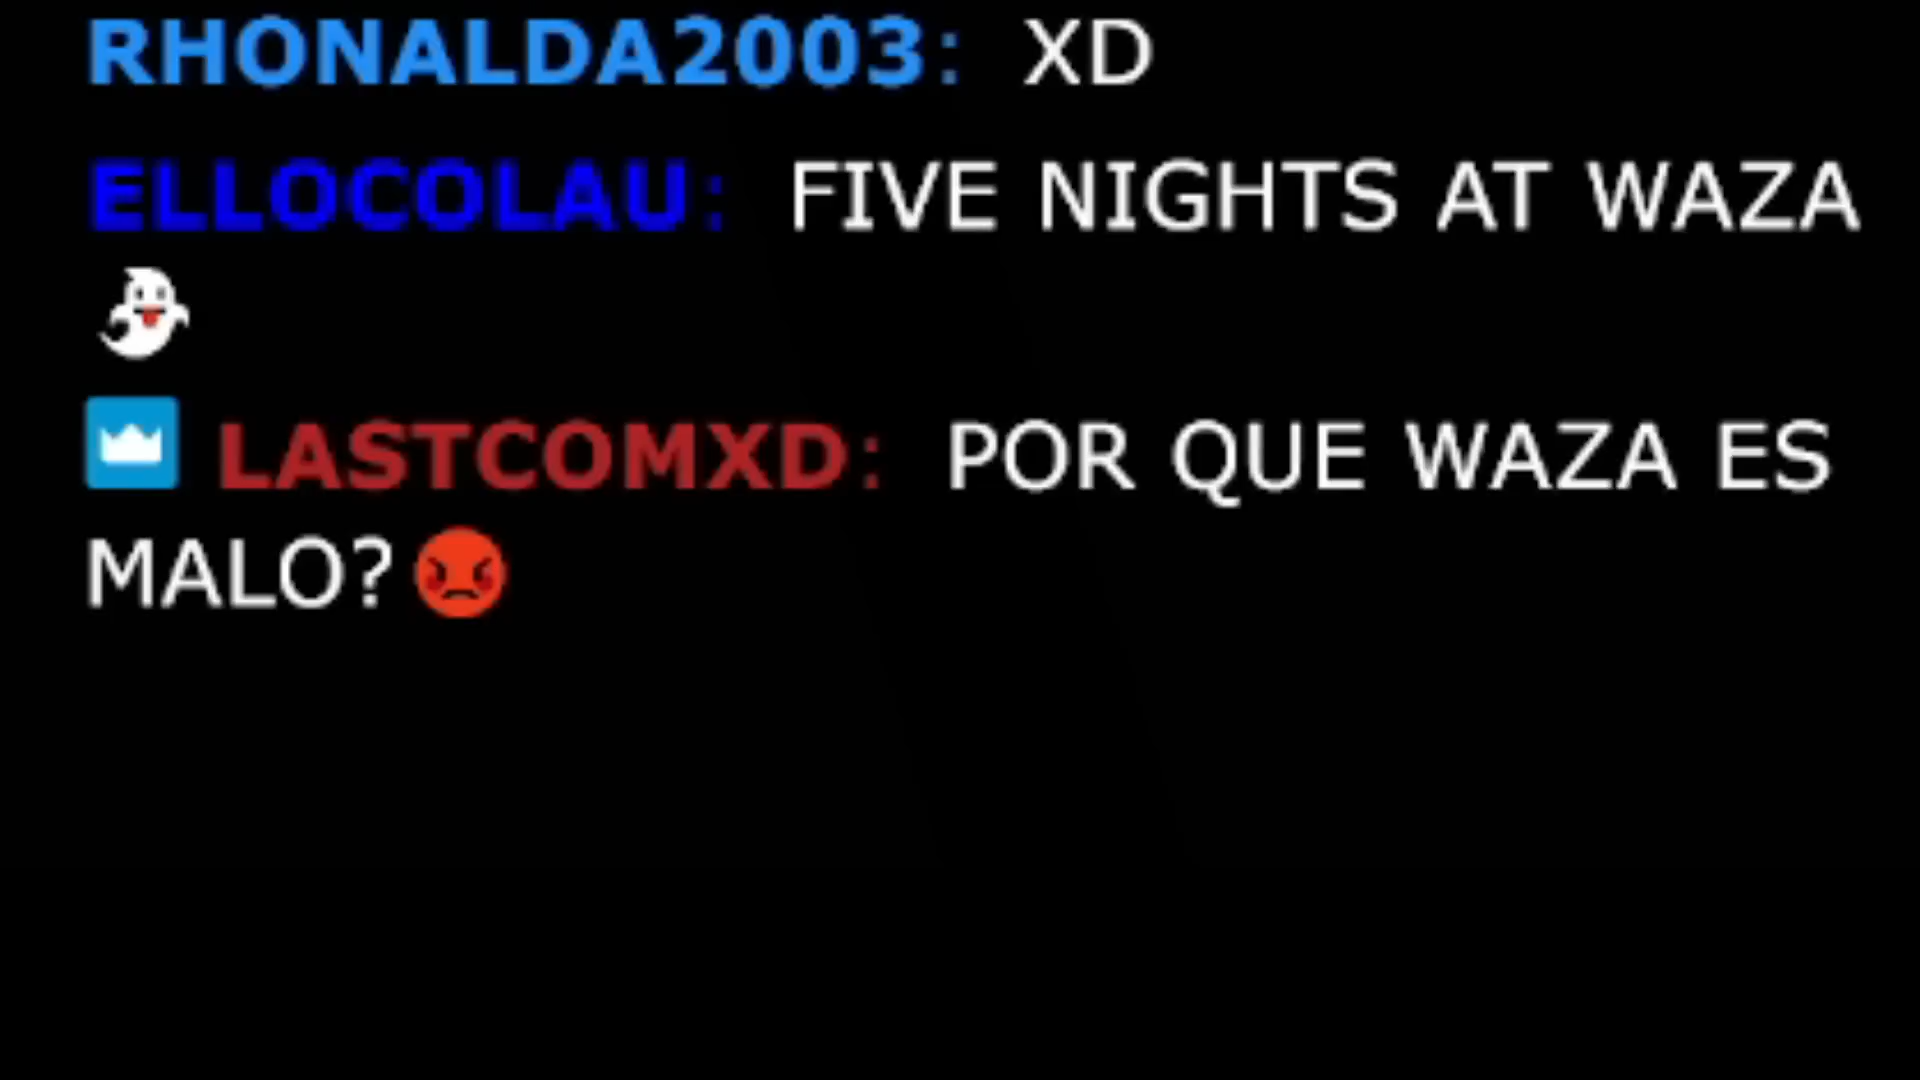 RHONALDA2003: XD
ELLOCOLAU: FIVE NIGHTS AT WAZA
👻
LASTCOMXD: POR QUE WAZA ES
MALO?😡